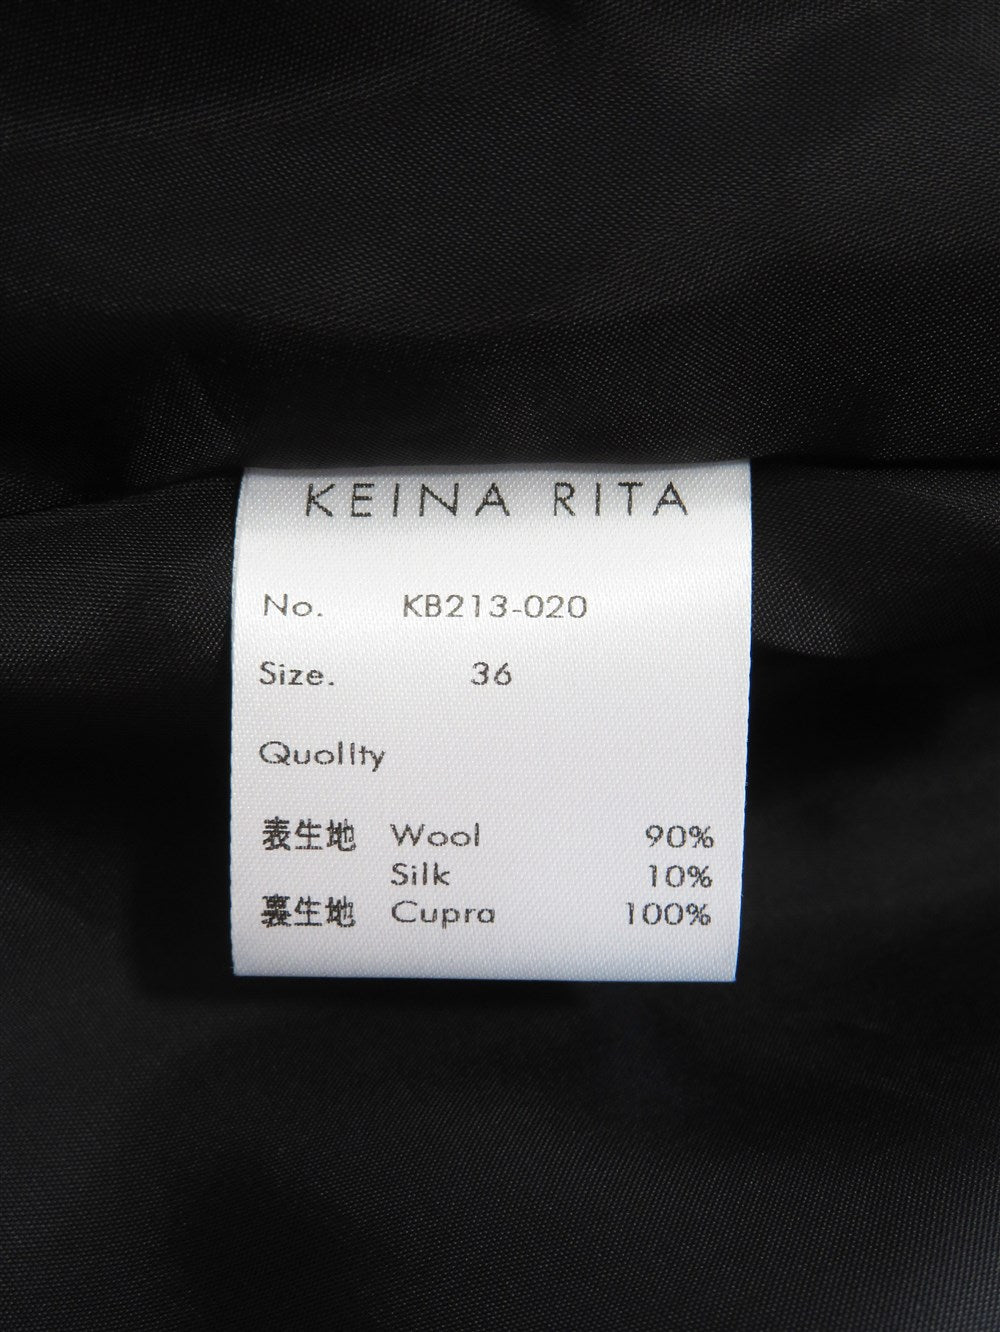 KEINA RITA
No. KB213-020
Size. 36
Quollty
表生地 Wool 90%
Silk 10%
裏生地 Cupra 100%